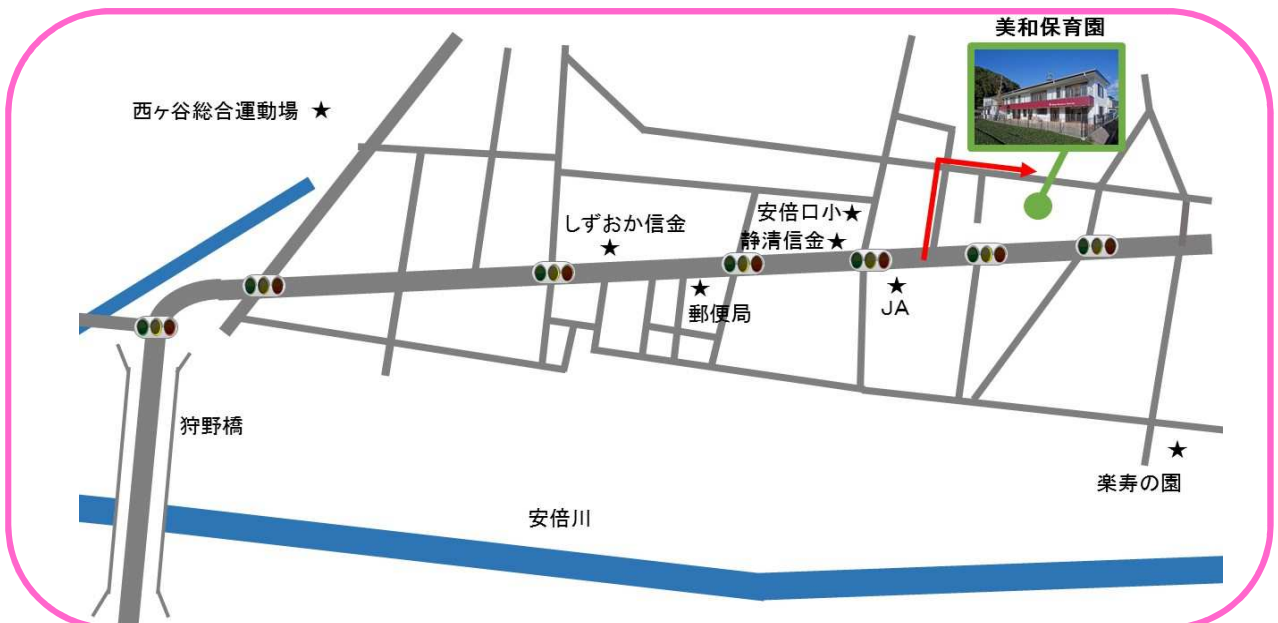 美和保育園
西ヶ谷総合運動場 ★
しずおか信金
★
安倍口小★
静清信金★
★
郵便局
★
JA
狩野橋
★
楽寿の園
安倍川